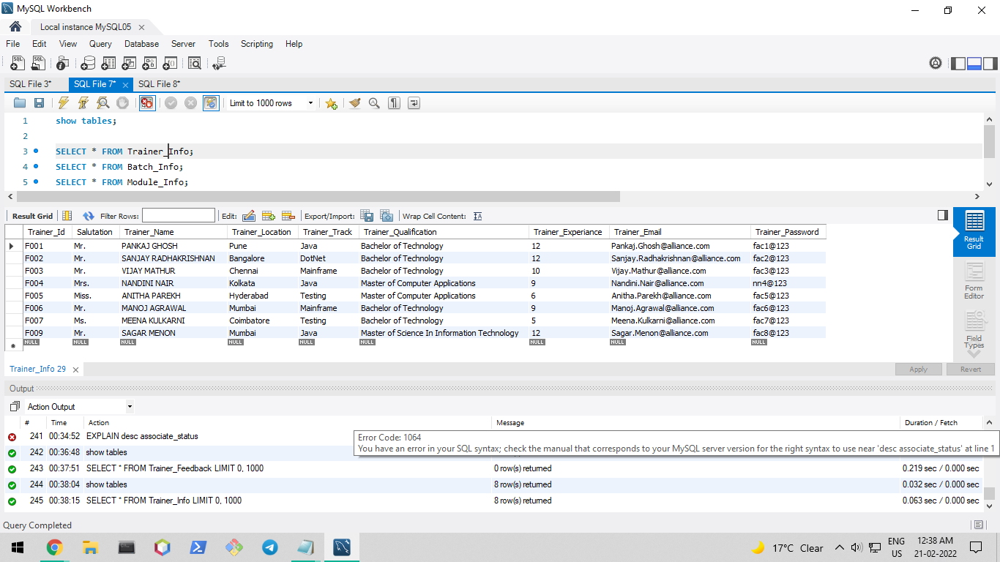 MySQL Workbench
Local instance MySQL05
File Edit View Query Database Server Tools Scripting Help
SQL File 3* SQL File 7* SQL File 8*
Limit to 1000 rows
1 show tables;
2
3 SELECT * FROM Trainer_Info;
4 SELECT * FROM Batch_Info;
5 SELECT * FROM Module_Info;
Result Grid Filter Rows: Edit: Export/Import: Wrap Cell Content:
Trainer_Id Salutation Trainer_Name Trainer_Location Trainer_Track Trainer_Qualification Trainer_Experiance Trainer_Email Trainer_Password
F001 Mr. PANKAJ GHOSH Pune Java Bachelor of Technology 12 Pankaj.Ghosh@alliance.com fac1@123
F002 Mr. SANJAY RADHAKRISHNAN Bangalore DotNet Bachelor of Technology 12 Sanjay.Radhakrishnan@alliance.com fac2@123
F003 Mr. VIJAY MATHUR Chennai Mainframe Bachelor of Technology 10 Vijay.Mathur@alliance.com fac3@123
F004 Mrs. NANDINI NAIR Kolkata Java Master of Computer Applications 9 Nandini.Nair@alliance.com nn4@123
F005 Miss. ANITHA PAREKH Hyderabad Testing Master of Computer Applications 6 Anitha.Parekh@alliance.com fac5@123
F006 Mr. MANOJ AGRAWAL Mumbai Mainframe Bachelor of Technology 9 Manoj.Agrawal@alliance.com fac6@123
F007 Ms. MEENA KULKARNI Coimbatore Testing Bachelor of Technology 5 Meena.Kulkarni@alliance.com fac7@123
F009 Mr. SAGAR MENON Mumbai Java Master of Science In Information Technology 12 Sagar.Menon@alliance.com fac8@123
NULL NULL NULL NULL NULL NULL NULL NULL NULL
Result
Grid
Form
Editor
Field
Types
Trainer_Info 29
Apply Revert
Output
Action Output
# Time Action Message Duration / Fetch
241 00:34:52 EXPLAIN desc associate_status
Error Code: 1064
You have an error in your SQL syntax; check the manual that corresponds to your MySQL server version for the right syntax to use near 'desc associate_status' at line 1
242 00:36:48 show tables
243 00:37:51 SELECT * FROM Trainer_Feedback LIMIT 0, 1000 0 row(s) returned 0.219 sec / 0.000 sec
244 00:38:04 show tables 8 row(s) returned 0.032 sec / 0.000 sec
245 00:38:15 SELECT * FROM Trainer_Info LIMIT 0, 1000 8 row(s) returned 0.063 sec / 0.000 sec
Query Completed
17°C Clear
ENG
US
12:38 AM
21-02-2022